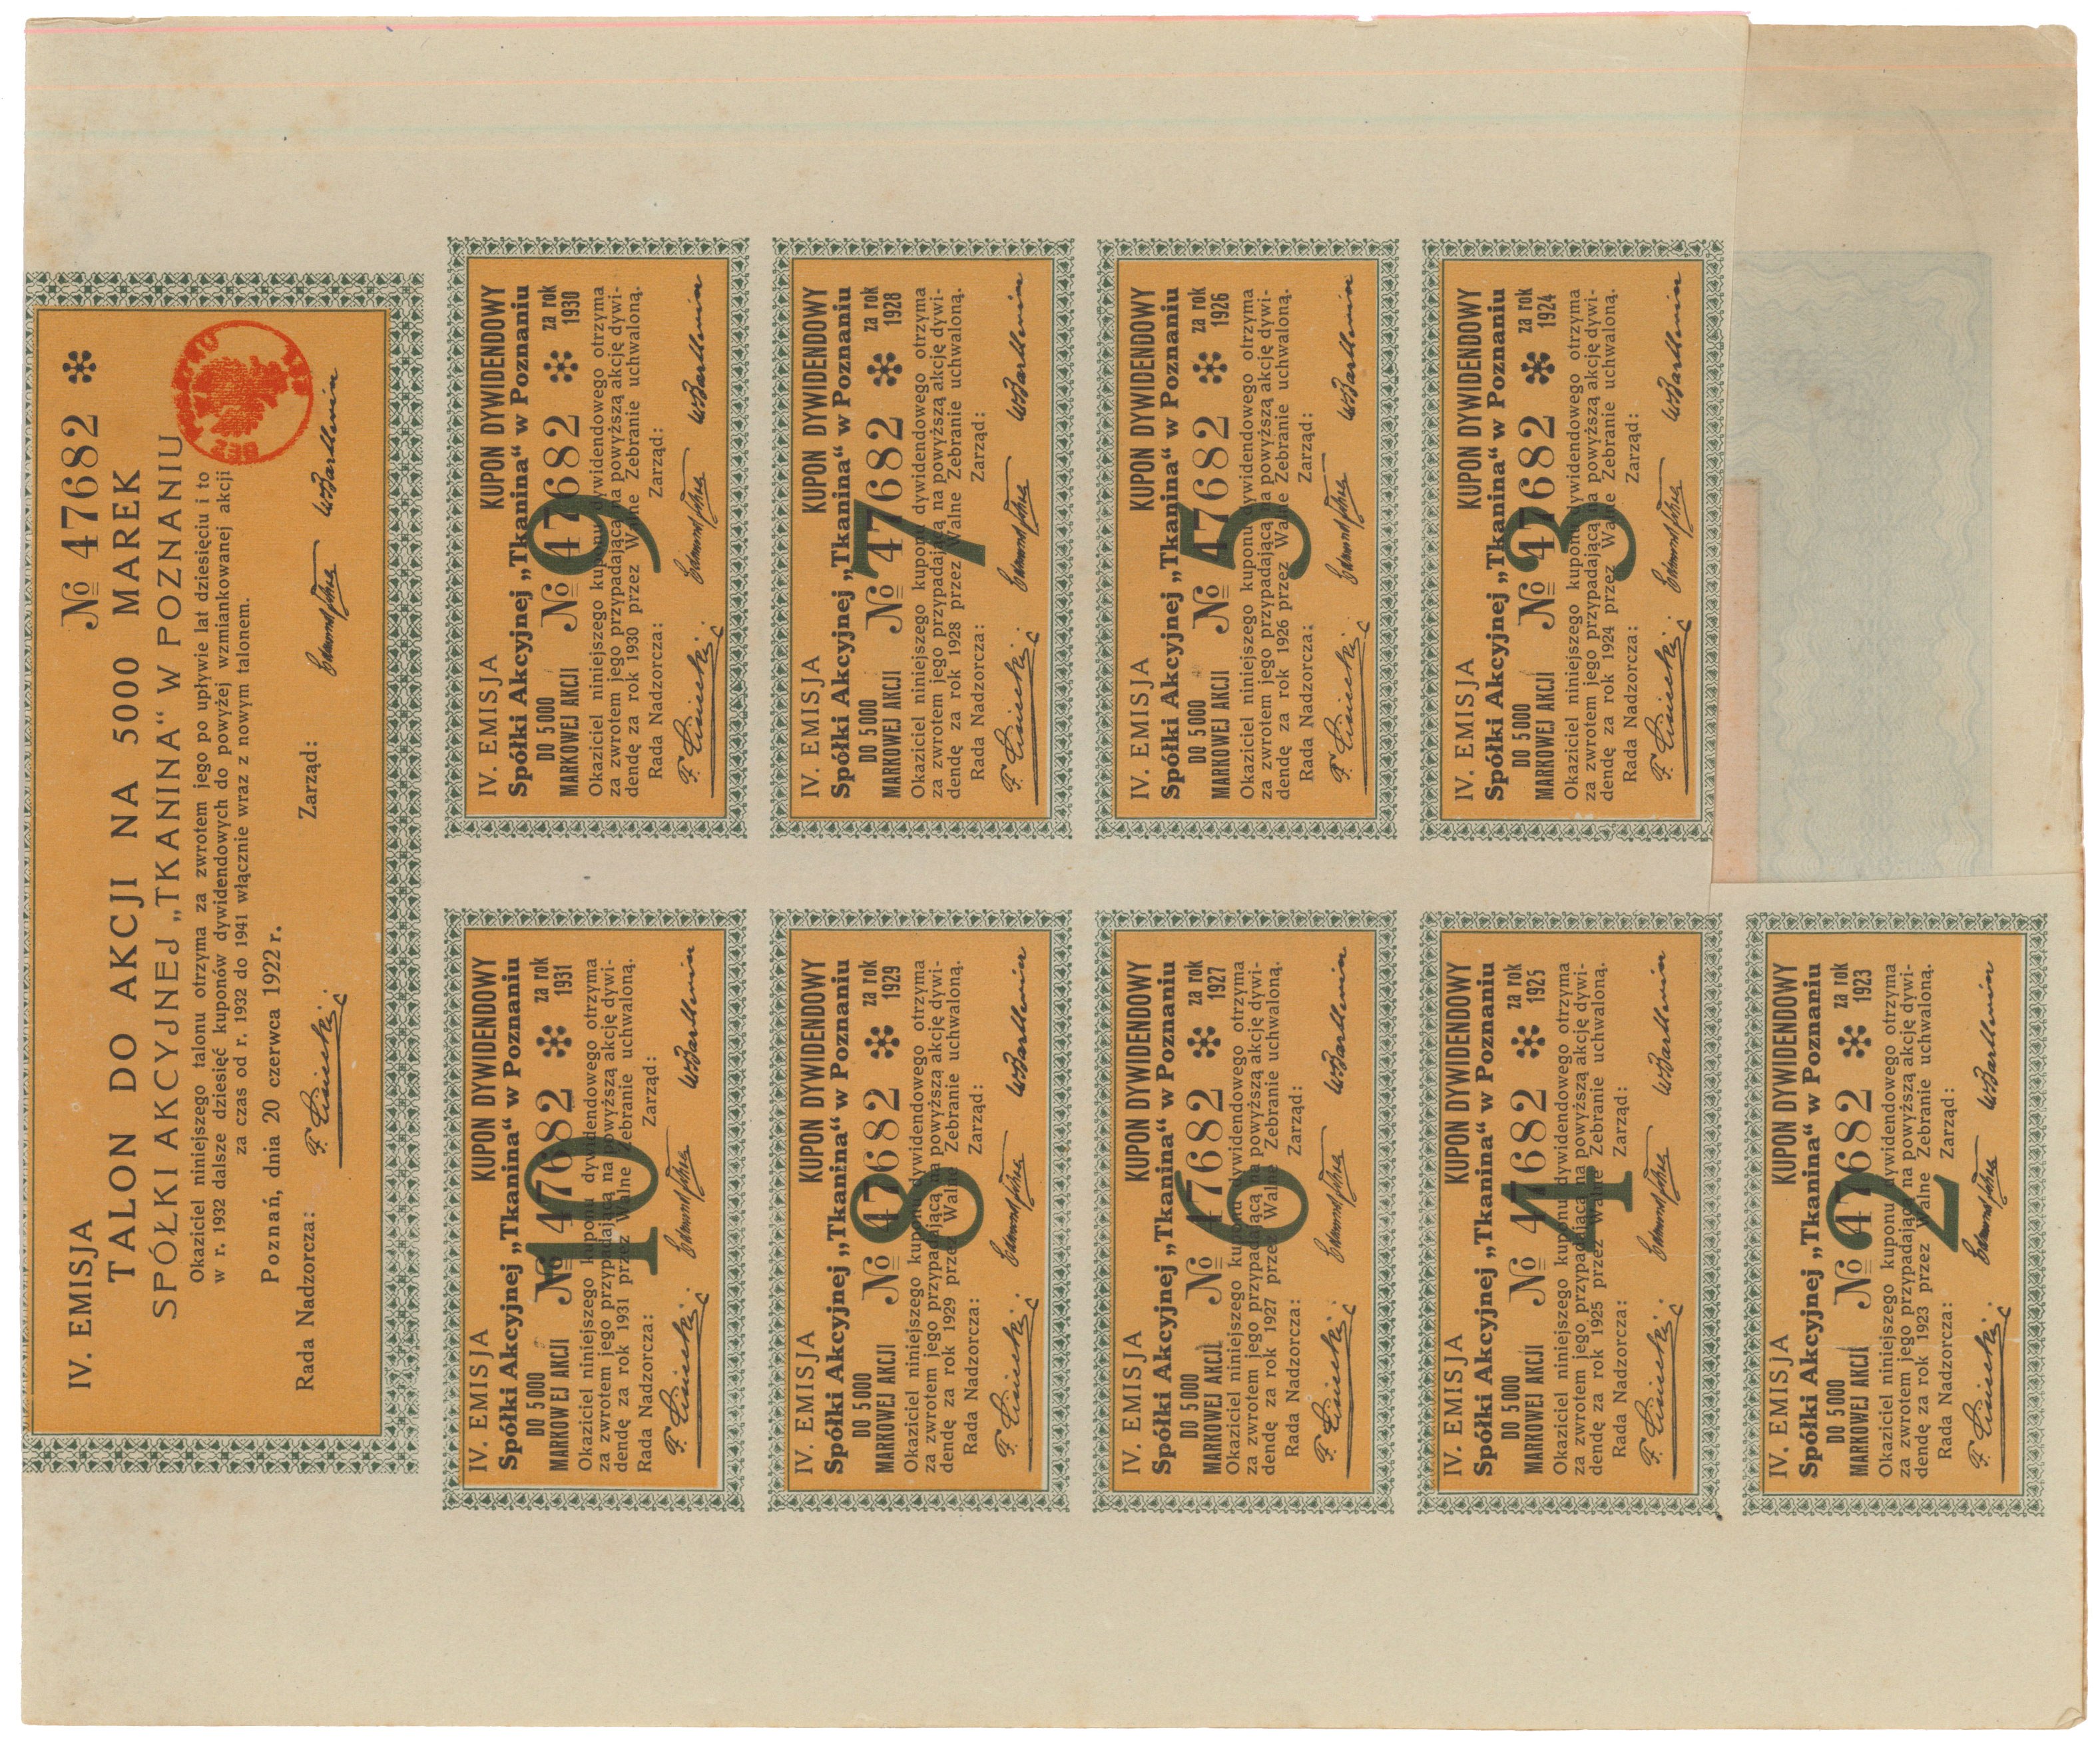 IV. EMISJA № 47682
TALON DO AKCJI NA 5000 MAREK
SPÓŁKI AKCYJNEJ „TKANINA“ W POZNANIU
Okaziciel niniejszego talonu otrzyma za zwrotem jego po upływie lat dziesięciu i to
w r. 1932 dalsze dziesięć kuponów dywidendowych do powyżej wzmiankowanej akcji
za czas od r. 1932 do 1941 włącznie wraz z nowym talonem.
Poznań, dnia 20 czerwca 1922 r.
Rada Nadzorcza: Zarząd:
BEZ
IV. EMISJA KUPON DYWIDENDOWY
Spółki Akcyjnej „Tkanina“ w Poznaniu
DO 5000
MARKOWEJ AKCJI № 47682 za rok
1931
10
Okaziciel niniejszego kuponu dywidendowego otrzyma
za zwrotem jego przypadającą na powyższą akcję dywi-
dendę za rok 1931 przez Walne Zebranie uchwaloną.
Rada Nadzorcza: Zarząd:
IV. EMISJA KUPON DYWIDENDOWY
Spółki Akcyjnej „Tkanina“ w Poznaniu
DO 5000
MARKOWEJ AKCJI № 47682 za rok
1930
9
Okaziciel niniejszego kuponu dywidendowego otrzyma
za zwrotem jego przypadającą na powyższą akcję dywi-
dendę za rok 1930 przez Walne Zebranie uchwaloną.
Rada Nadzorcza: Zarząd:
IV. EMISJA KUPON DYWIDENDOWY
Spółki Akcyjnej „Tkanina“ w Poznaniu
DO 5000
MARKOWEJ AKCJI № 47682 za rok
1929
8
Okaziciel niniejszego kuponu dywidendowego otrzyma
za zwrotem jego przypadającą na powyższą akcję dywi-
dendę za rok 1929 przez Walne Zebranie uchwaloną.
Rada Nadzorcza: Zarząd:
IV. EMISJA KUPON DYWIDENDOWY
Spółki Akcyjnej „Tkanina“ w Poznaniu
DO 5000
MARKOWEJ AKCJI № 47682 za rok
1928
7
Okaziciel niniejszego kuponu dywidendowego otrzyma
za zwrotem jego przypadającą na powyższą akcję dywi-
dendę za rok 1928 przez Walne Zebranie uchwaloną.
Rada Nadzorcza: Zarząd:
IV. EMISJA KUPON DYWIDENDOWY
Spółki Akcyjnej „Tkanina“ w Poznaniu
DO 5000
MARKOWEJ AKCJI № 47682 za rok
1927
6
Okaziciel niniejszego kuponu dywidendowego otrzyma
za zwrotem jego przypadającą na powyższą akcję dywi-
dendę za rok 1927 przez Walne Zebranie uchwaloną.
Rada Nadzorcza: Zarząd:
IV. EMISJA KUPON DYWIDENDOWY
Spółki Akcyjnej „Tkanina“ w Poznaniu
DO 5000
MARKOWEJ AKCJI № 47682 za rok
1926
5
Okaziciel niniejszego kuponu dywidendowego otrzyma
za zwrotem jego przypadającą na powyższą akcję dywi-
dendę za rok 1926 przez Walne Zebranie uchwaloną.
Rada Nadzorcza: Zarząd:
IV. EMISJA KUPON DYWIDENDOWY
Spółki Akcyjnej „Tkanina“ w Poznaniu
DO 5000
MARKOWEJ AKCJI № 47682 za rok
1925
4
Okaziciel niniejszego kuponu dywidendowego otrzyma
za zwrotem jego przypadającą na powyższą akcję dywi-
dendę za rok 1925 przez Walne Zebranie uchwaloną.
Rada Nadzorcza: Zarząd:
IV. EMISJA KUPON DYWIDENDOWY
Spółki Akcyjnej „Tkanina“ w Poznaniu
DO 5000
MARKOWEJ AKCJI № 47682 za rok
1924
3
Okaziciel niniejszego kuponu dywidendowego otrzyma
za zwrotem jego przypadającą na powyższą akcję dywi-
dendę za rok 1924 przez Walne Zebranie uchwaloną.
Rada Nadzorcza: Zarząd:
IV. EMISJA KUPON DYWIDENDOWY
Spółki Akcyjnej „Tkanina“ w Poznaniu
DO 5000
MARKOWEJ AKCJI № 47682 za rok
1923
2
Okaziciel niniejszego kuponu dywidendowego otrzyma
za zwrotem jego przypadającą na powyższą akcję dywi-
dendę za rok 1923 przez Walne Zebranie uchwaloną.
Rada Nadzorcza: Zarząd: